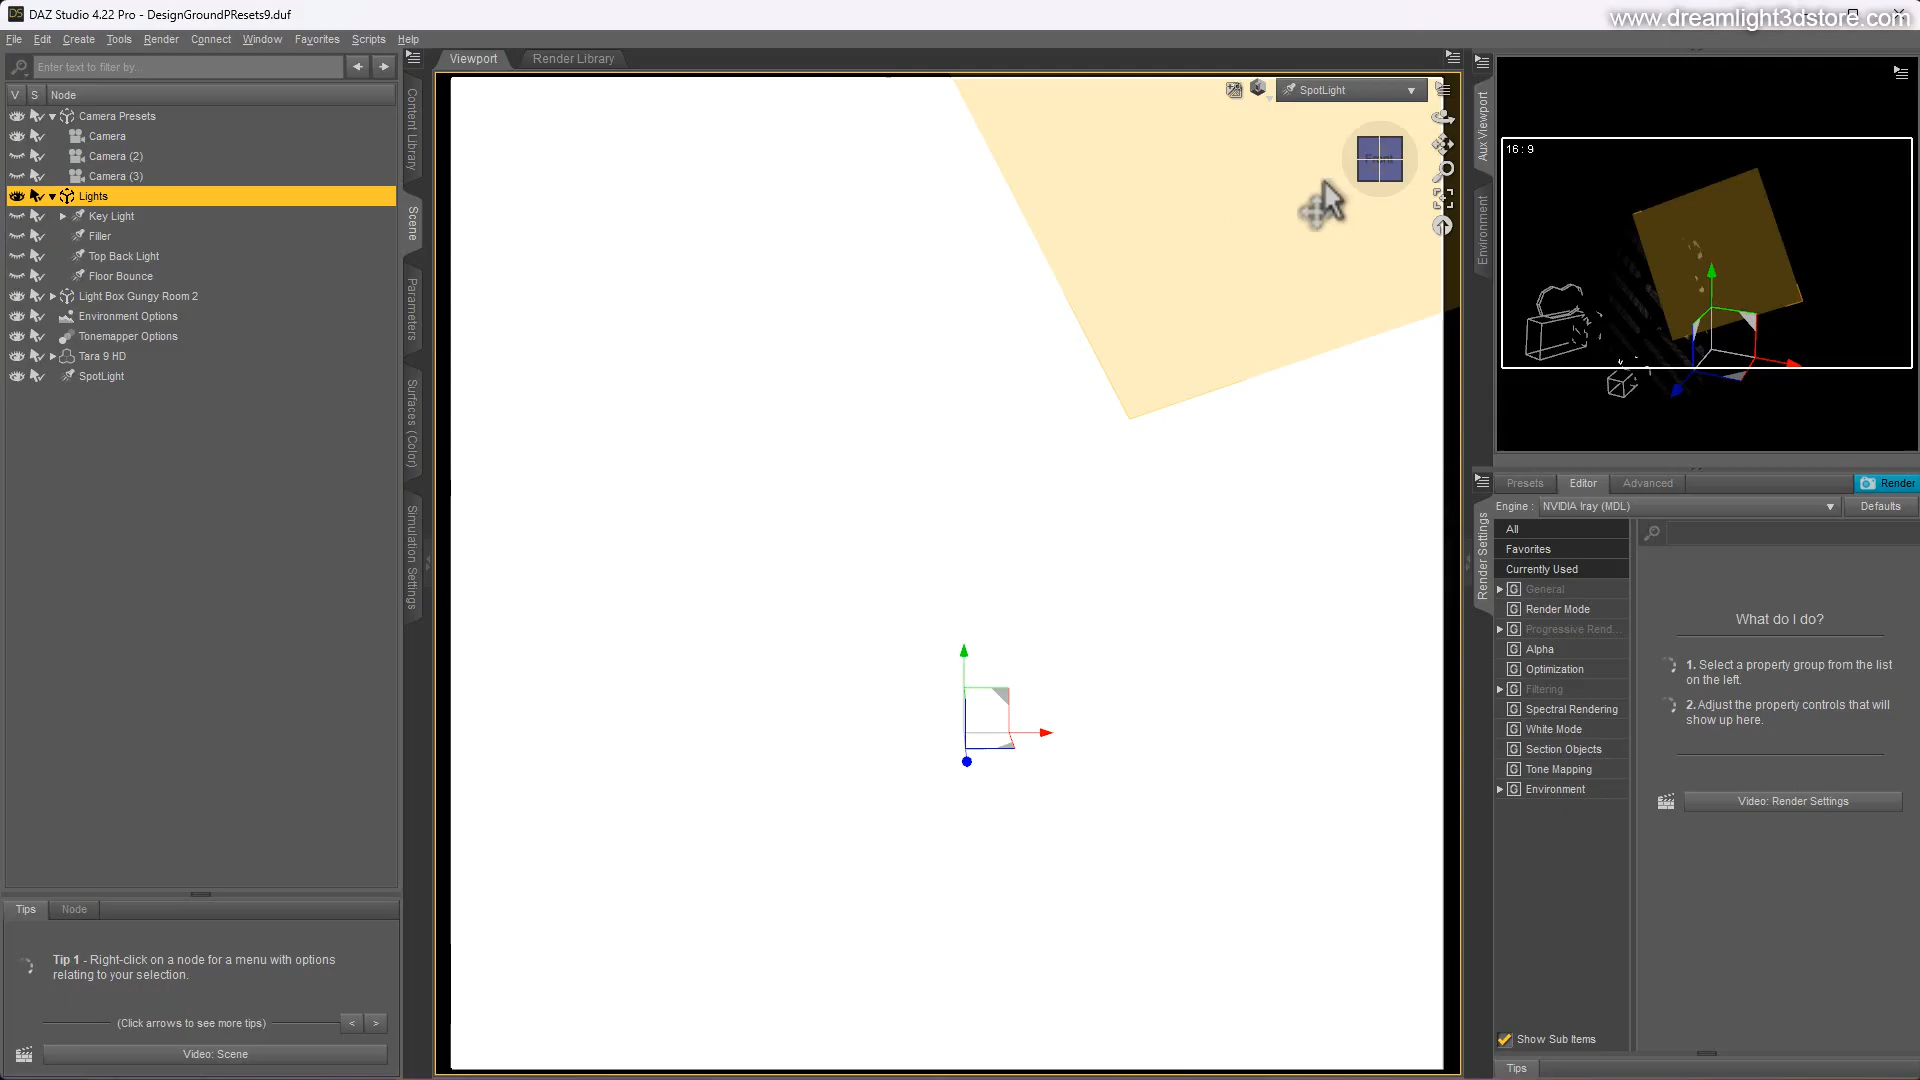 DAZ Studio 4.22 Pro - DesignGroundPResets9.duf
www.dreamlight3dstore.com
File Edit Create Tools Render Connect Window Favorites Scripts Help
Enter text to filter by...
V S Node
Camera Presets
Camera
Camera (2)
Camera (3)
Lights
Key Light
Filler
Top Back Light
Floor Bounce
Light Box Gungy Room 2
Environment Options
Tonemapper Options
Tara 9 HD
SpotLight
Tips Node
Tip 1 - Right-click on a node for a menu with options
relating to your selection.
(Click arrows to see more tips) < >
Video: Scene
Content Library
Scene
Parameters
Surfaces (Color)
Simulation Settings
Viewport Render Library
SpotLight
Front
Aux Viewport
Environment
16 : 9
Presets Editor Advanced Render
Engine : NVIDIA Iray (MDL) Defaults
Render Settings
All
Favorites
Currently Used
G General
G Render Mode
G Progressive Rend...
G Alpha
G Optimization
G Filtering
G Spectral Rendering
G White Mode
G Section Objects
G Tone Mapping
G Environment
What do I do?
1. Select a property group from the list
on the left.
2. Adjust the property controls that will
show up here.
Video: Render Settings
Show Sub Items
Tips